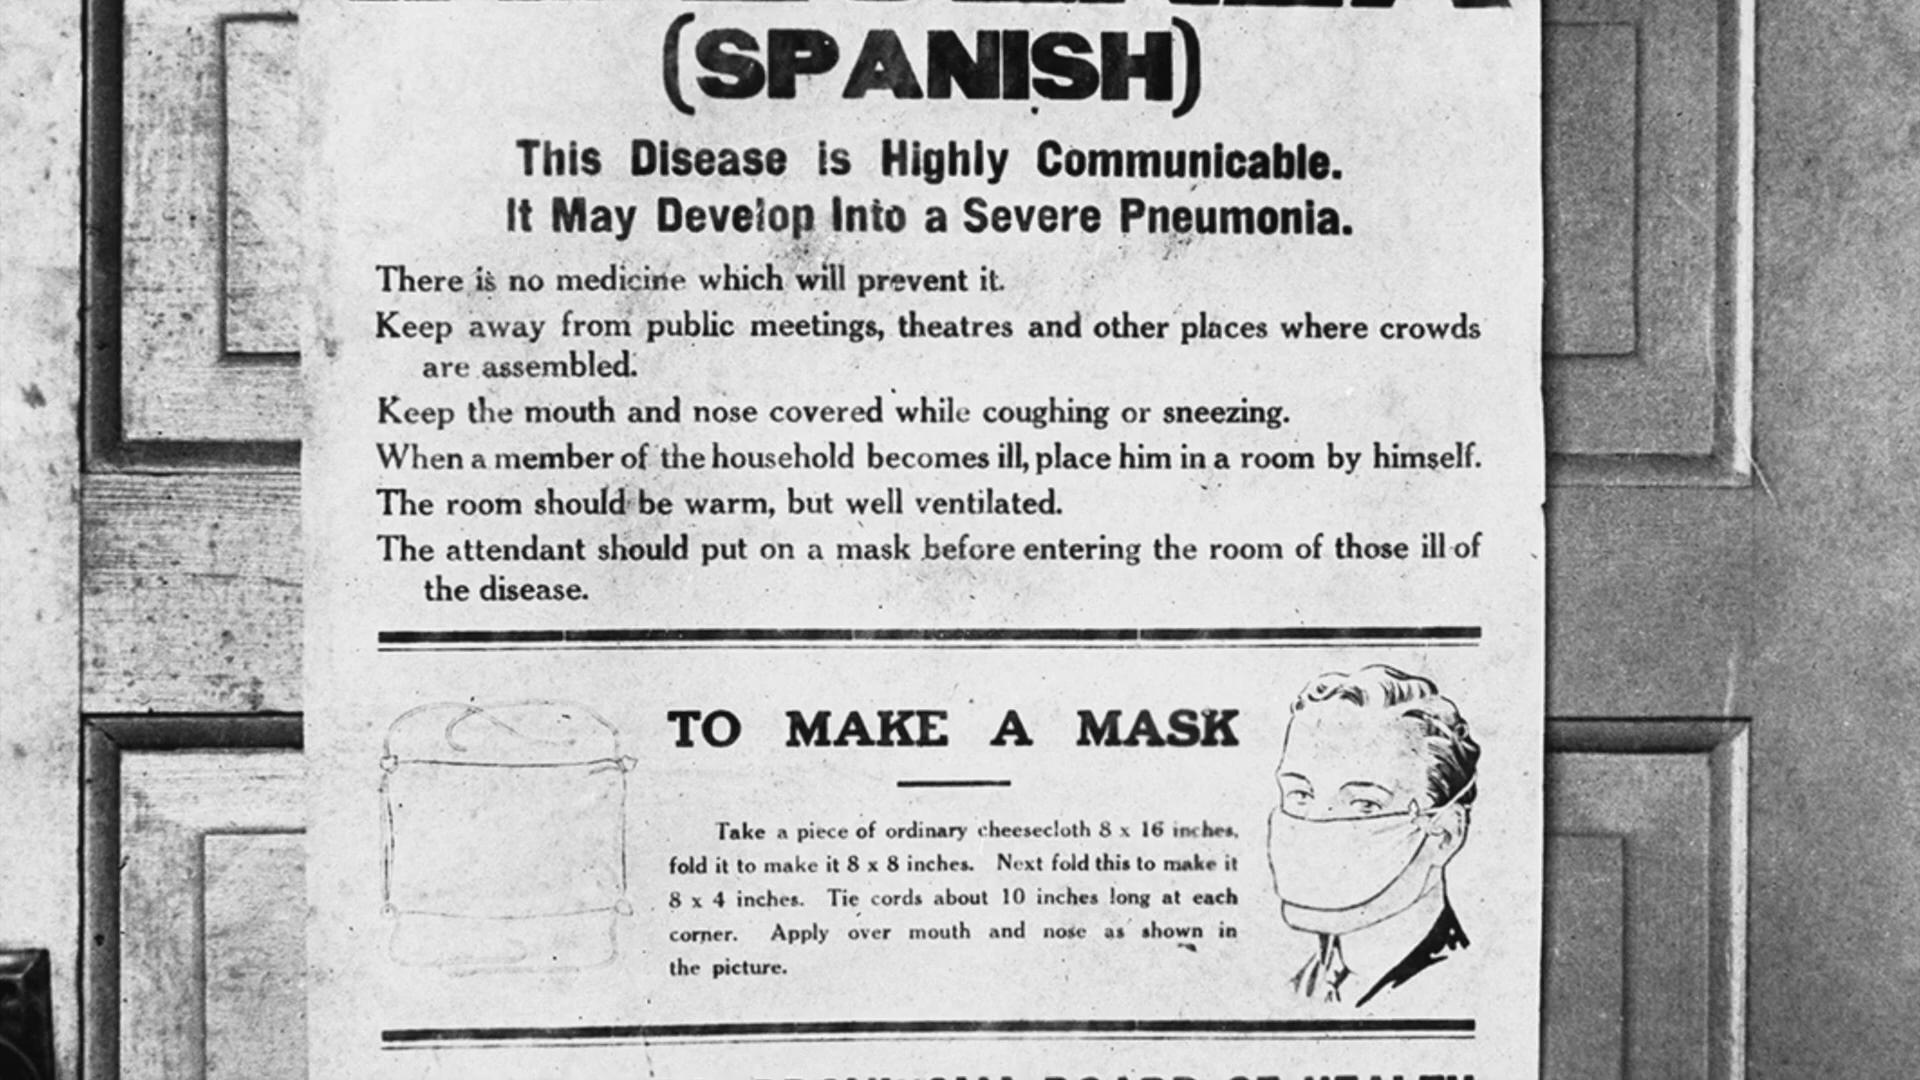 (SPANISH)
This Disease is Highly Communicable.
It May Develop Into a Severe Pneumonia.
There is no medicine which will prevent it.
Keep away from public meetings, theatres and other places where crowds
are assembled.
Keep the mouth and nose covered while coughing or sneezing.
When a member of the household becomes ill, place him in a room by himself.
The room should be warm, but well ventilated.
The attendant should put on a mask before entering the room of those ill of
the disease.
TO MAKE A MASK
Take a piece of ordinary cheesecloth 8 x 16 inches,
fold it to make it 8 x 8 inches. Next fold this to make it
8 x 4 inches. Tie cords about 10 inches long at each
corner. Apply over mouth and nose as shown in
the picture.